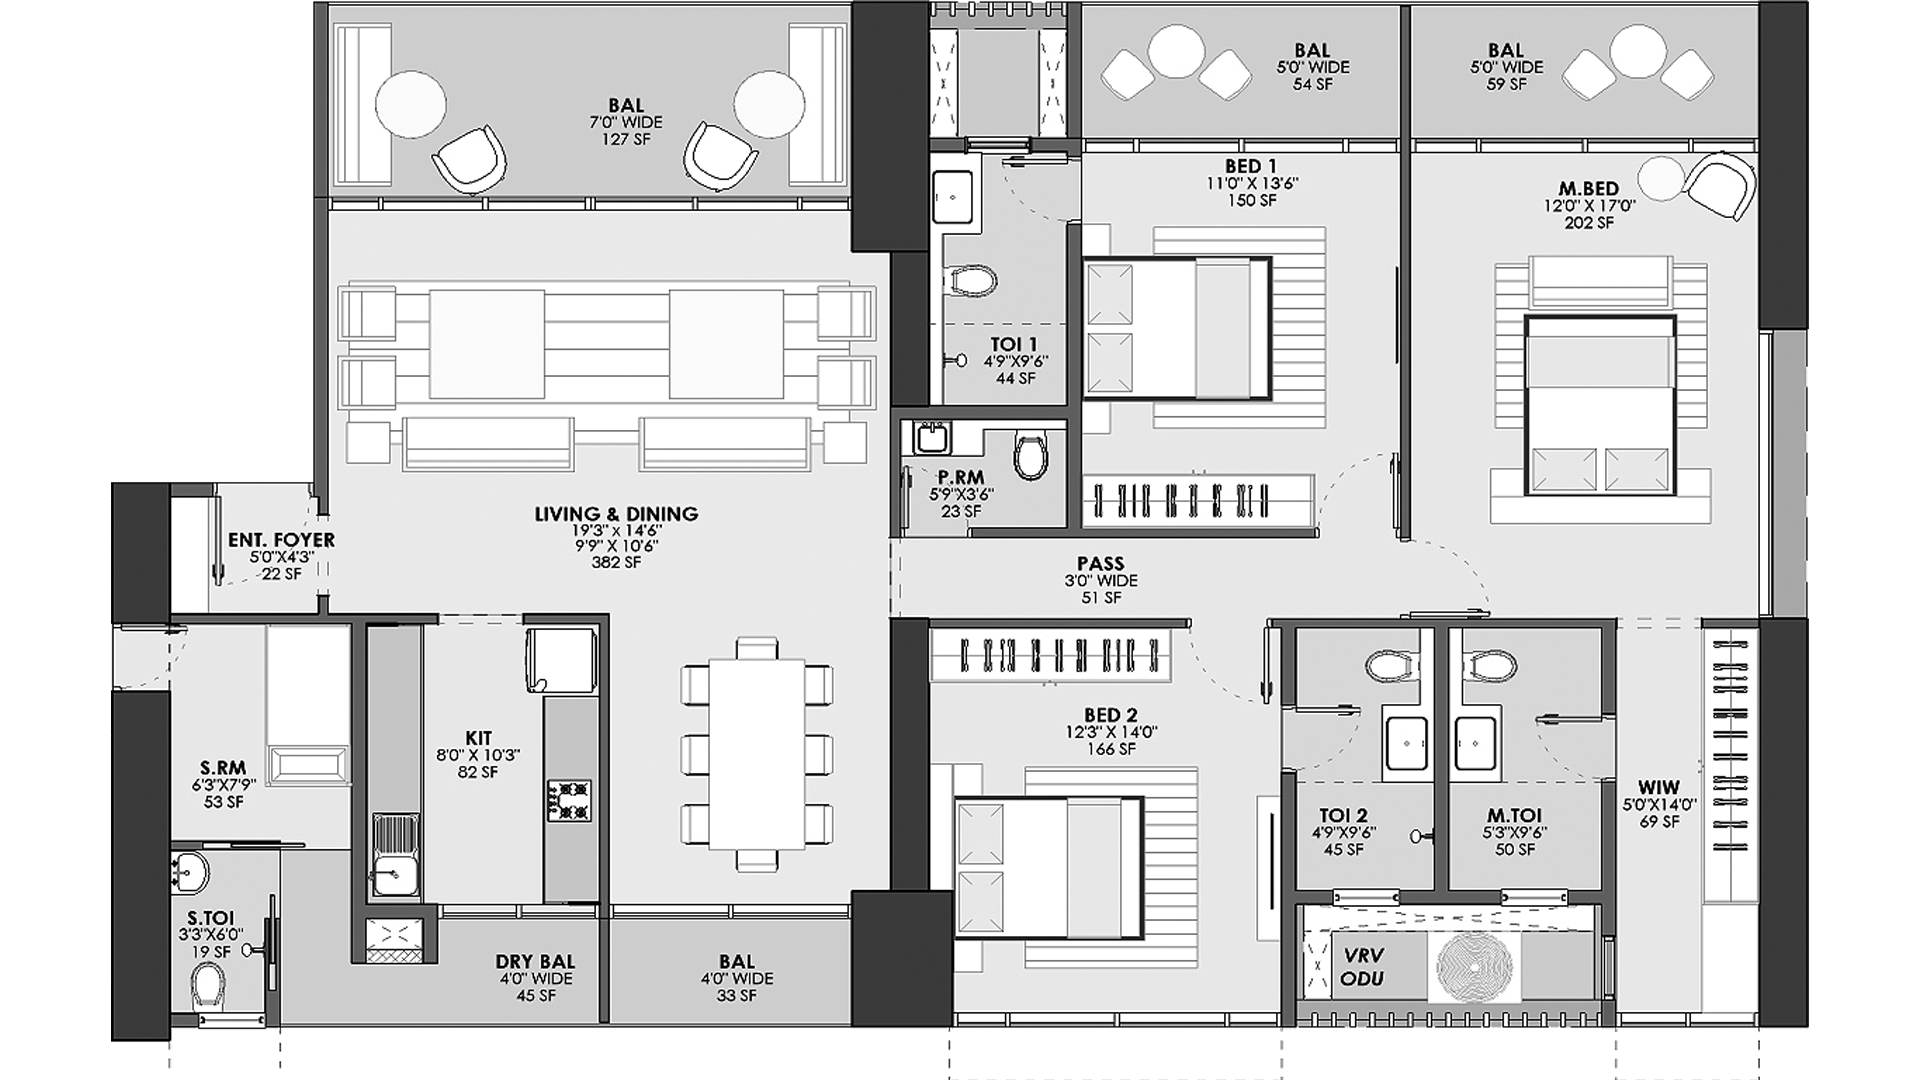 BAL
7'0" WIDE
127 SF
BAL
5'0" WIDE
54 SF
BAL
5'0" WIDE
59 SF
BED 1
11'0" X 13'6"
150 SF
M.BED
12'0" X 17'0"
202 SF
TOI 1
4'9"X9'6"
44 SF
P.RM
5'9"X3'6"
23 SF
LIVING & DINING
19'3" x 14'6"
9'9" X 10'6"
382 SF
ENT. FOYER
5'0"X4'3"
22 SF
PASS
3'0" WIDE
51 SF
S.RM
6'3"X7'9"
53 SF
KIT
8'0" X 10'3"
82 SF
BED 2
12'3" X 14'0"
166 SF
TOI 2
4'9"X9'6"
45 SF
M.TOI
5'3"X9'6"
50 SF
WIW
5'0"X14'0"
69 SF
S.TOI
3'3"X6'0"
19 SF
DRY BAL
4'0" WIDE
45 SF
BAL
4'0" WIDE
33 SF
VRV
ODU